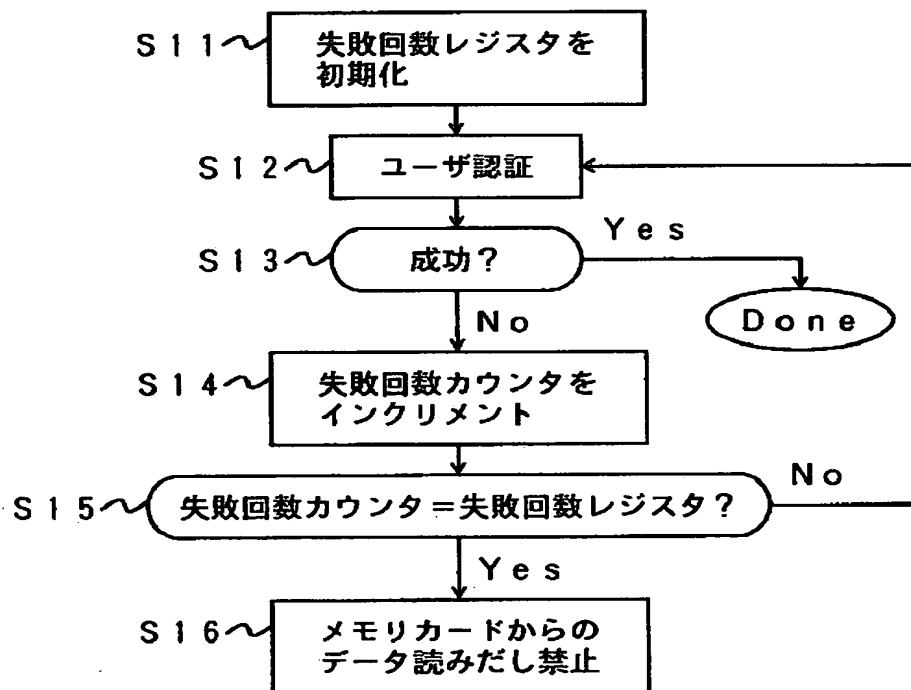 S11
失敗回数レジスタを
初期化
S12
ユーザ認証
S13
成功?
Yes
Done
No
S14
失敗回数カウンタを
インクリメント
S15
失敗回数カウンタ=失敗回数レジスタ?
No
Yes
S16
メモリカードからの
データ読みだし禁止